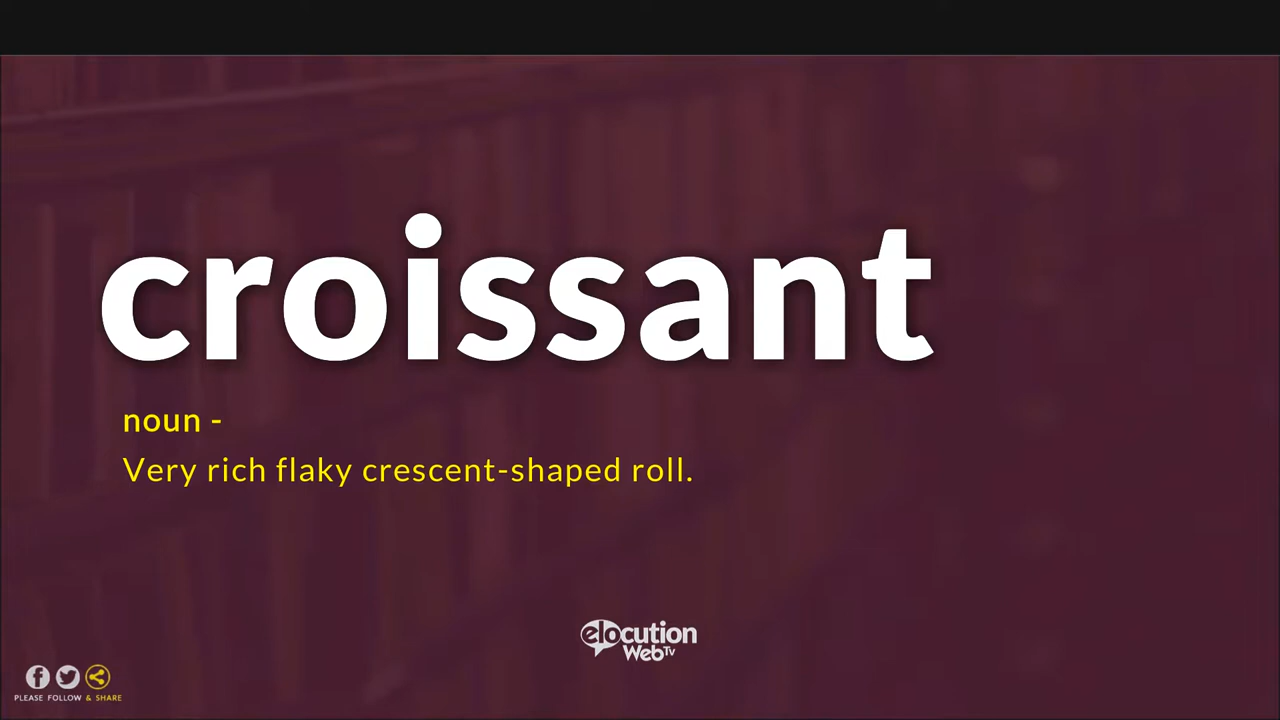 croissant
noun -
Very rich flaky crescent-shaped roll.
elocution
WebTv
PLEASE FOLLOW & SHARE